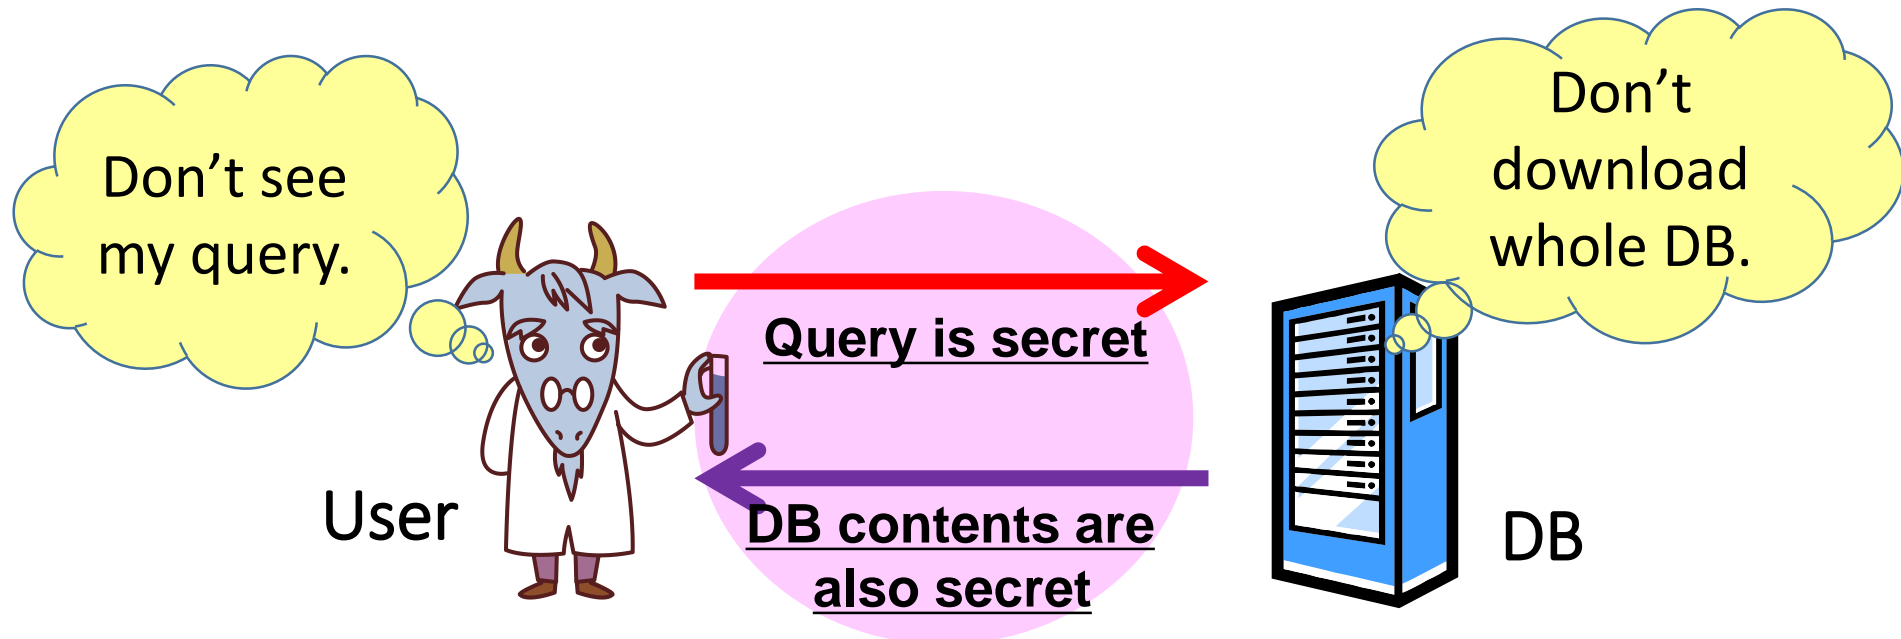 Don’t see
my query.
Don’t
download
whole DB.
Query is secret
DB contents are
also secret
User
DB